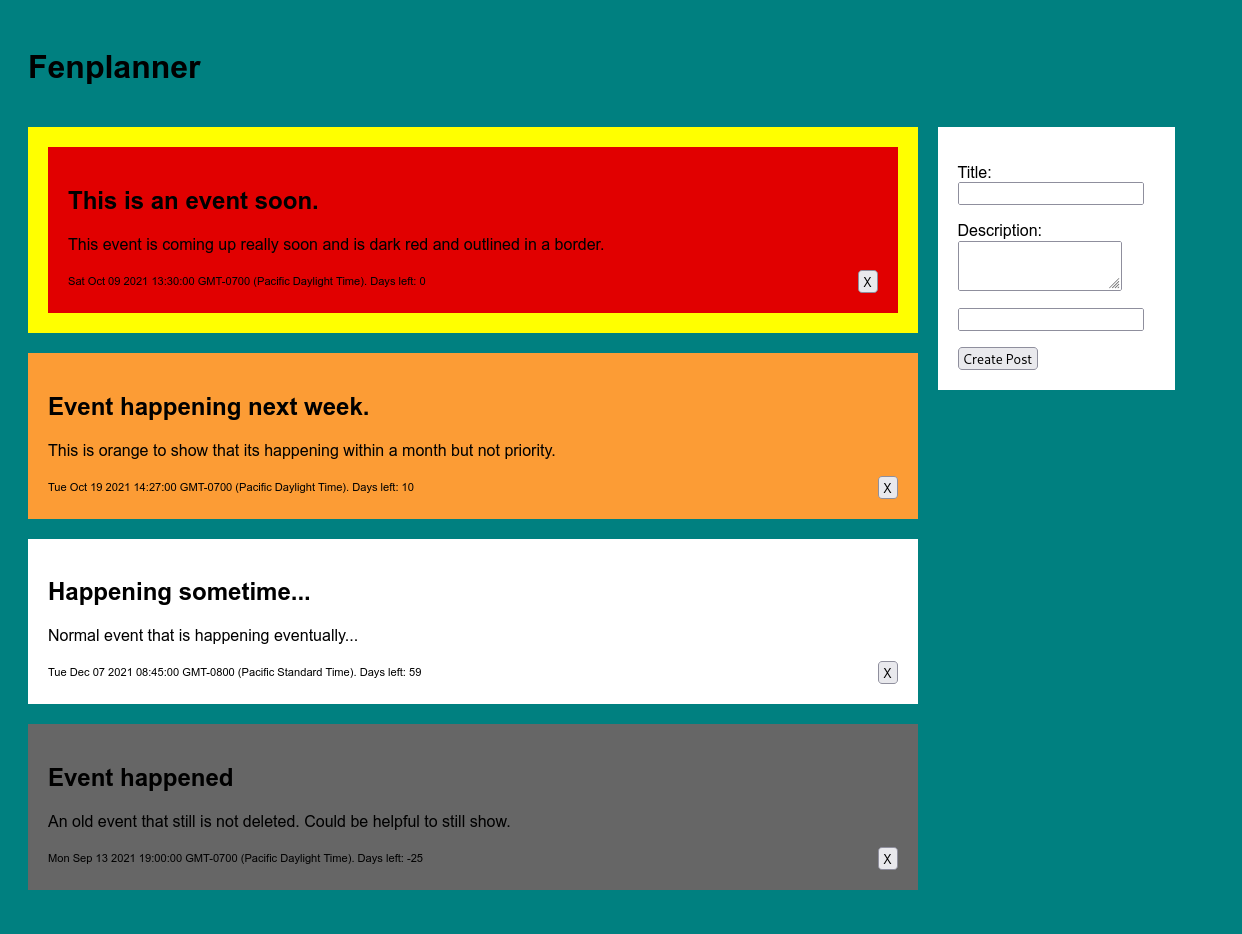 Fenplanner
This is an event soon.
This event is coming up really soon and is dark red and outlined in a border.
Sat Oct 09 2021 13:30:00 GMT-0700 (Pacific Daylight Time). Days left: 0
X
Event happening next week.
This is orange to show that its happening within a month but not priority.
Tue Oct 19 2021 14:27:00 GMT-0700 (Pacific Daylight Time). Days left: 10
X
Happening sometime...
Normal event that is happening eventually...
Tue Dec 07 2021 08:45:00 GMT-0800 (Pacific Standard Time). Days left: 59
X
Event happened
An old event that still is not deleted. Could be helpful to still show.
Mon Sep 13 2021 19:00:00 GMT-0700 (Pacific Daylight Time). Days left: -25
X
Title:
Description:
Create Post